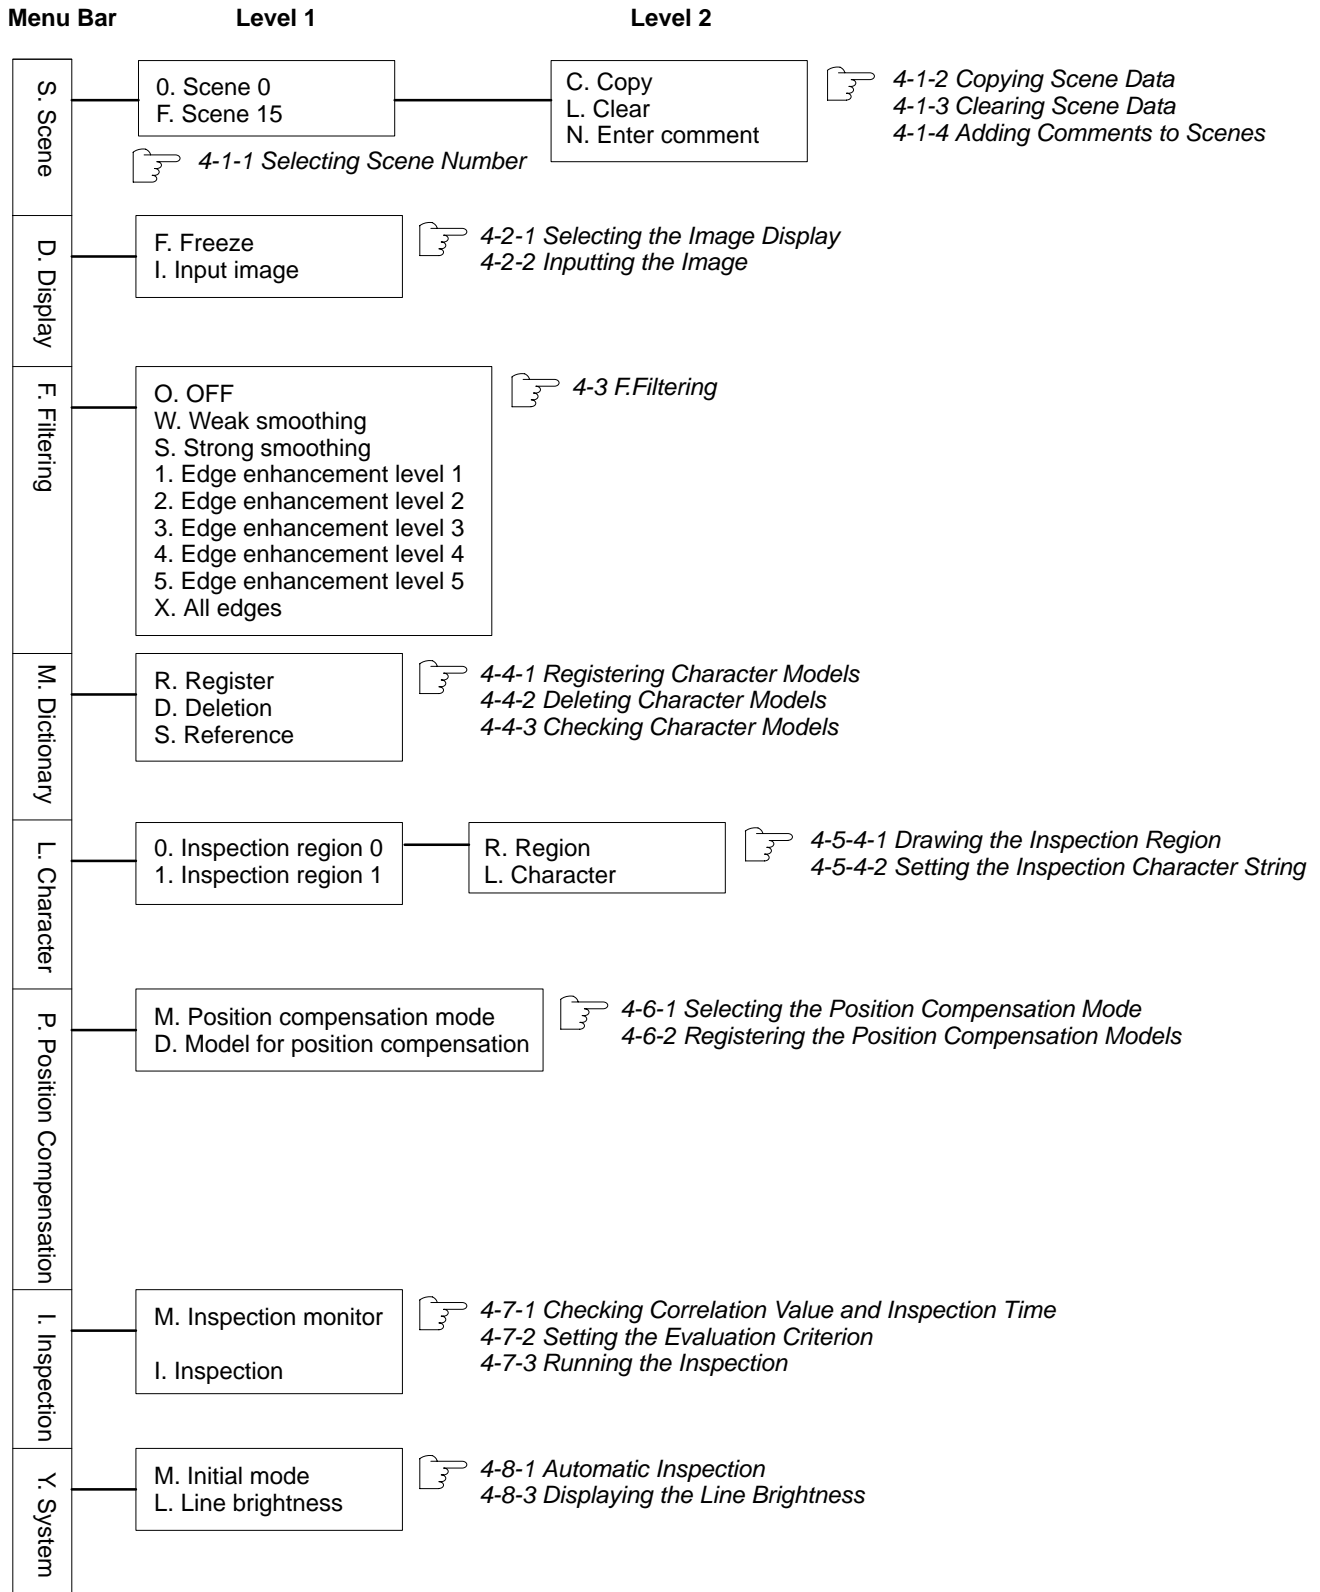 Menu Bar Level 1 Level 2
S. Scene
0. Scene 0
F. Scene 15
C. Copy
L. Clear
N. Enter comment
4-1-2 Copying Scene Data
4-1-3 Clearing Scene Data
4-1-4 Adding Comments to Scenes
4-1-1 Selecting Scene Number
D. Display
F. Freeze
I. Input image
4-2-1 Selecting the Image Display
4-2-2 Inputting the Image
F. Filtering
O. OFF
W. Weak smoothing
S. Strong smoothing
1. Edge enhancement level 1
2. Edge enhancement level 2
3. Edge enhancement level 3
4. Edge enhancement level 4
5. Edge enhancement level 5
X. All edges
4-3 F.Filtering
M. Dictionary
R. Register
D. Deletion
S. Reference
4-4-1 Registering Character Models
4-4-2 Deleting Character Models
4-4-3 Checking Character Models
L. Character
0. Inspection region 0
1. Inspection region 1
R. Region
L. Character
4-5-4-1 Drawing the Inspection Region
4-5-4-2 Setting the Inspection Character String
P. Position Compensation
M. Position compensation mode
D. Model for position compensation
4-6-1 Selecting the Position Compensation Mode
4-6-2 Registering the Position Compensation Models
I. Inspection
M. Inspection monitor
I. Inspection
4-7-1 Checking Correlation Value and Inspection Time
4-7-2 Setting the Evaluation Criterion
4-7-3 Running the Inspection
Y. System
M. Initial mode
L. Line brightness
4-8-1 Automatic Inspection
4-8-3 Displaying the Line Brightness